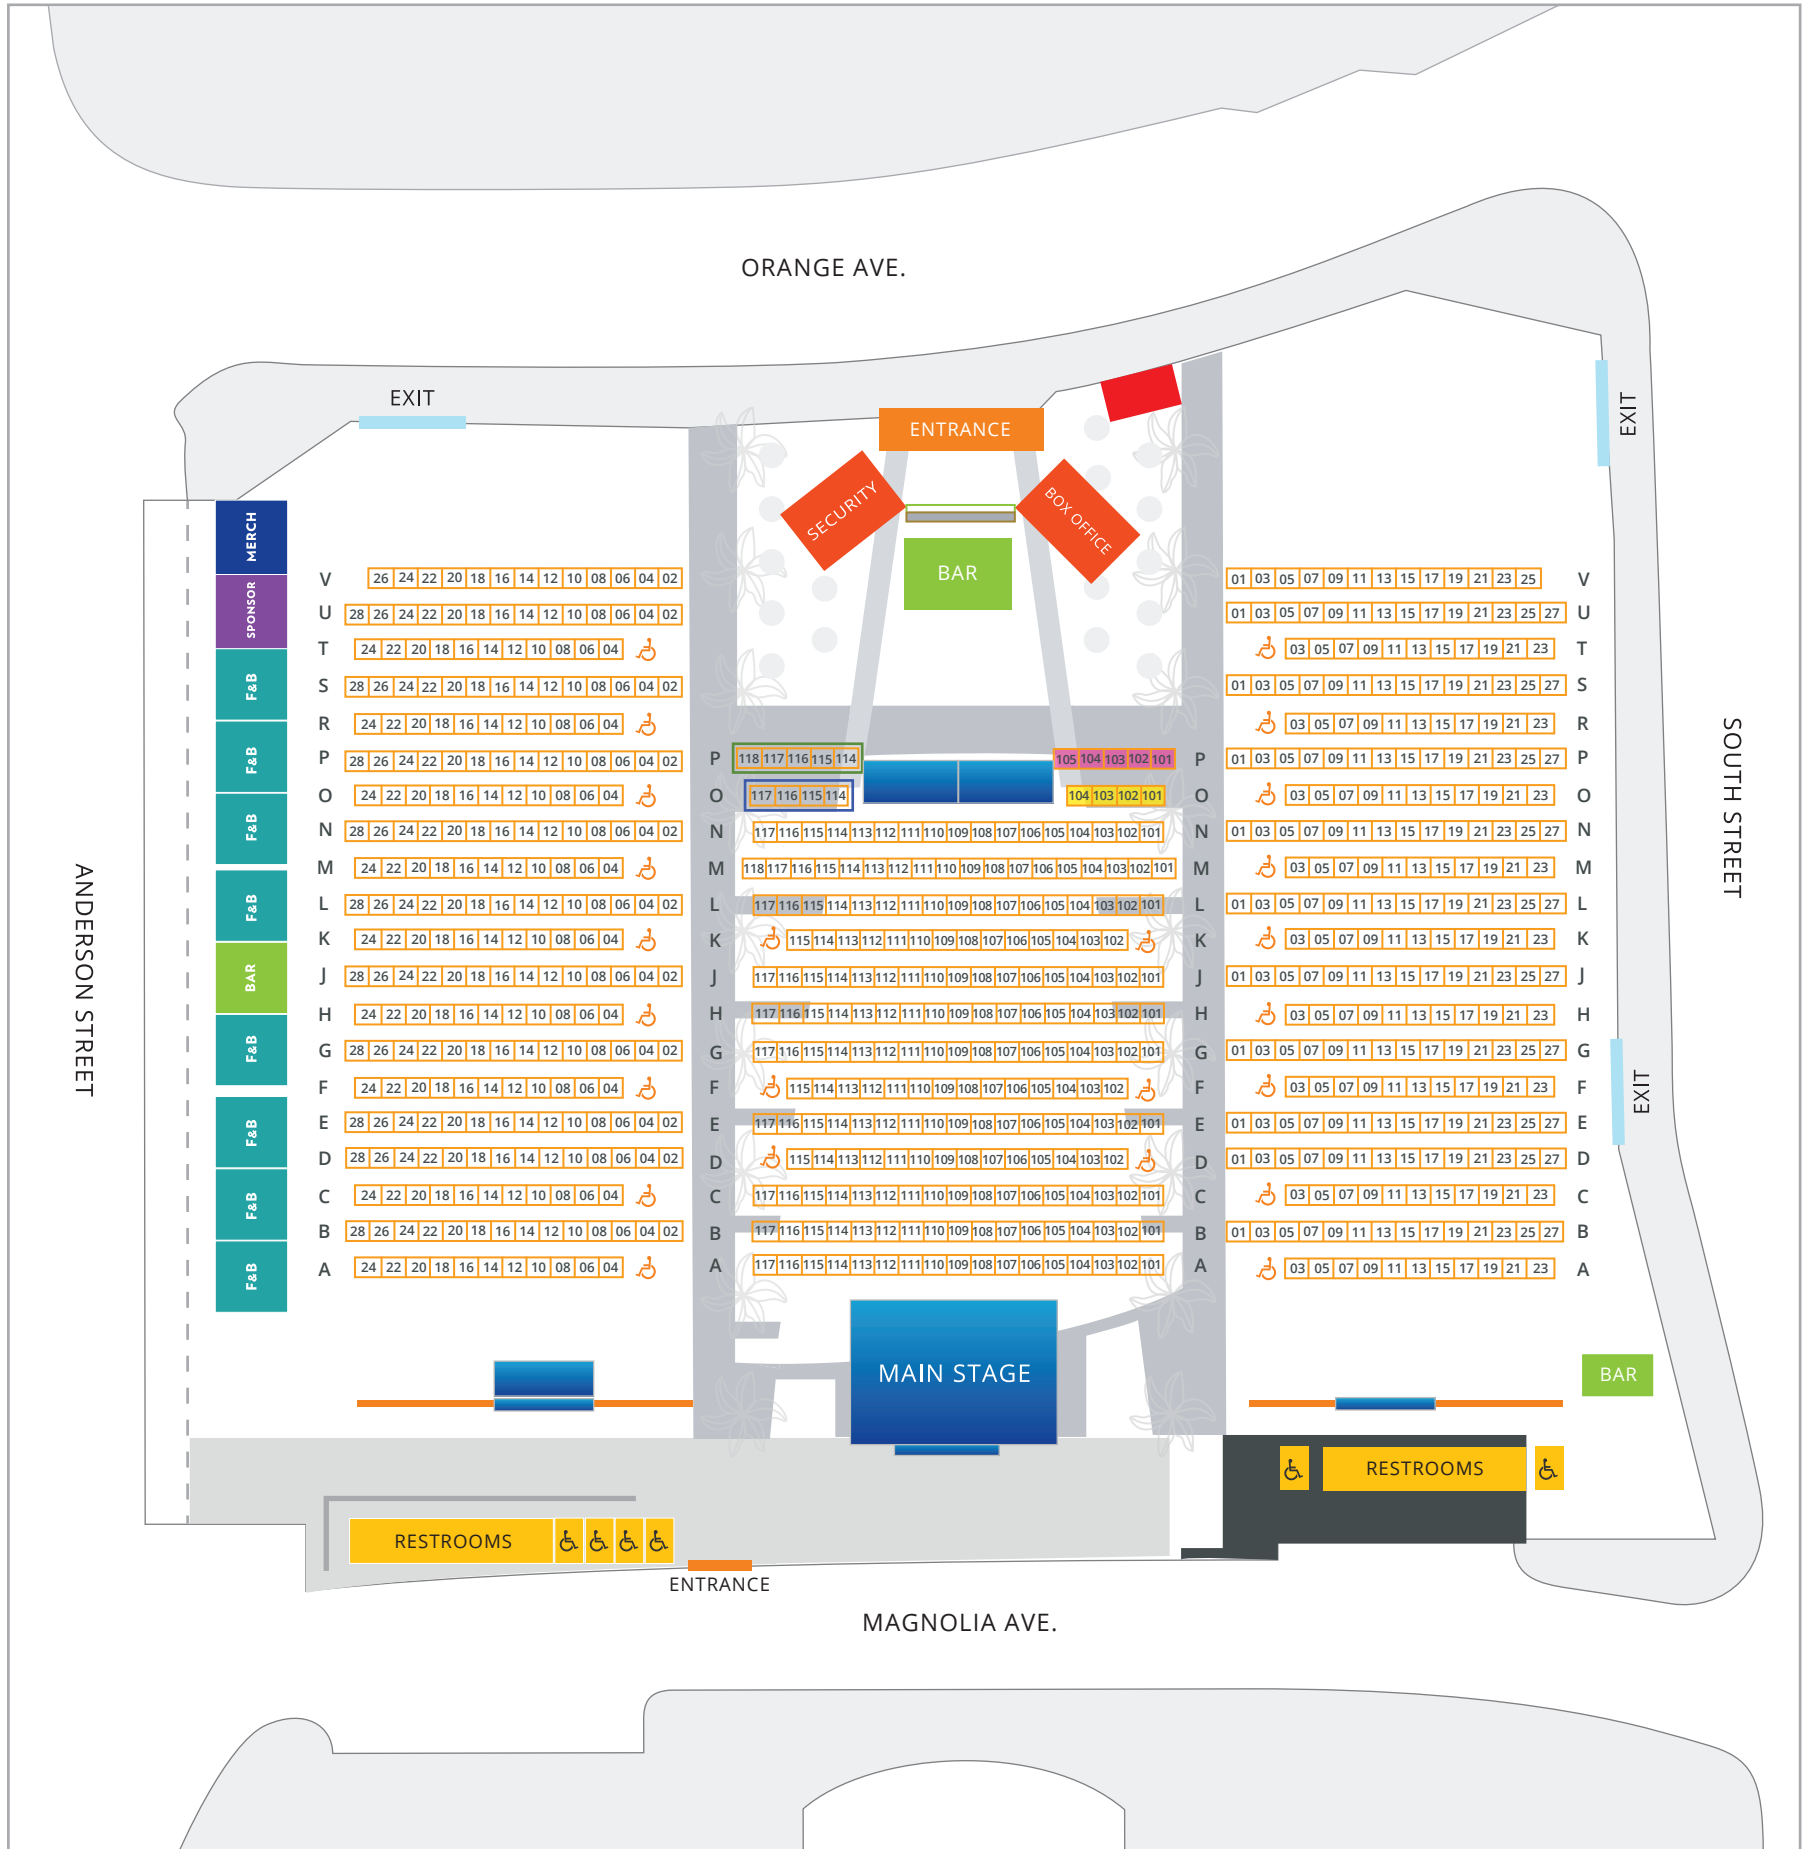 ORANGE AVE.
EXIT
EXIT
ENTRANCE
SECURITY
BOX OFFICE
BAR
MERCH
SPONSOR
F&B
F&B
F&B
F&B
BAR
F&B
F&B
F&B
F&B
ANDERSON STREET
SOUTH STREET
EXIT
V 26 24 22 20 18 16 14 12 10 08 06 04 02 01 03 05 07 09 11 13 15 17 19 21 23 25 V
U 28 26 24 22 20 18 16 14 12 10 08 06 04 02 01 03 05 07 09 11 13 15 17 19 21 23 25 27 U
T 24 22 20 18 16 14 12 10 08 06 04 03 05 07 09 11 13 15 17 19 21 23 T
S 28 26 24 22 20 18 16 14 12 10 08 06 04 02 01 03 05 07 09 11 13 15 17 19 21 23 25 27 S
R 24 22 20 18 16 14 12 10 08 06 04 03 05 07 09 11 13 15 17 19 21 23 R
P 28 26 24 22 20 18 16 14 12 10 08 06 04 02 P 118 117 116 115 114 105 104 103 102 101 P 01 03 05 07 09 11 13 15 17 19 21 23 25 27 P
O 24 22 20 18 16 14 12 10 08 06 04 O 117 116 115 114 104 103 102 101 O 03 05 07 09 11 13 15 17 19 21 23 O
N 28 26 24 22 20 18 16 14 12 10 08 06 04 02 N 117 116 115 114 113 112 111 110 109 108 107 106 105 104 103 102 101 N 01 03 05 07 09 11 13 15 17 19 21 23 25 27 N
M 24 22 20 18 16 14 12 10 08 06 04 M 118 117 116 115 114 113 112 111 110 109 108 107 106 105 104 103 102 101 M 03 05 07 09 11 13 15 17 19 21 23 M
L 28 26 24 22 20 18 16 14 12 10 08 06 04 02 L 117 116 115 114 113 112 111 110 109 108 107 106 105 104 103 102 101 L 01 03 05 07 09 11 13 15 17 19 21 23 25 27 L
K 24 22 20 18 16 14 12 10 08 06 04 K 115 114 113 112 111 110 109 108 107 106 105 104 103 102 K 03 05 07 09 11 13 15 17 19 21 23 K
J 28 26 24 22 20 18 16 14 12 10 08 06 04 02 J 117 116 115 114 113 112 111 110 109 108 107 106 105 104 103 102 101 J 01 03 05 07 09 11 13 15 17 19 21 23 25 27 J
H 24 22 20 18 16 14 12 10 08 06 04 H 117 116 115 114 113 112 111 110 109 108 107 106 105 104 103 102 101 H 03 05 07 09 11 13 15 17 19 21 23 H
G 28 26 24 22 20 18 16 14 12 10 08 06 04 02 G 117 116 115 114 113 112 111 110 109 108 107 106 105 104 103 102 101 G 01 03 05 07 09 11 13 15 17 19 21 23 25 27 G
F 24 22 20 18 16 14 12 10 08 06 04 F 115 114 113 112 111 110 109 108 107 106 105 104 103 102 F 03 05 07 09 11 13 15 17 19 21 23 F
E 28 26 24 22 20 18 16 14 12 10 08 06 04 02 E 117 116 115 114 113 112 111 110 109 108 107 106 105 104 103 102 101 E 01 03 05 07 09 11 13 15 17 19 21 23 25 27 E
D 28 26 24 22 20 18 16 14 12 10 08 06 04 02 D 115 114 113 112 111 110 109 108 107 106 105 104 103 102 D 01 03 05 07 09 11 13 15 17 19 21 23 25 27 D
C 24 22 20 18 16 14 12 10 08 06 04 C 117 116 115 114 113 112 111 110 109 108 107 106 105 104 103 102 101 C 03 05 07 09 11 13 15 17 19 21 23 C
B 28 26 24 22 20 18 16 14 12 10 08 06 04 02 B 117 116 115 114 113 112 111 110 109 108 107 106 105 104 103 102 101 B 01 03 05 07 09 11 13 15 17 19 21 23 25 27 B
A 24 22 20 18 16 14 12 10 08 06 04 A 117 116 115 114 113 112 111 110 109 108 107 106 105 104 103 102 101 A 03 05 07 09 11 13 15 17 19 21 23 A
MAIN STAGE
BAR
RESTROOMS
RESTROOMS
ENTRANCE
MAGNOLIA AVE.